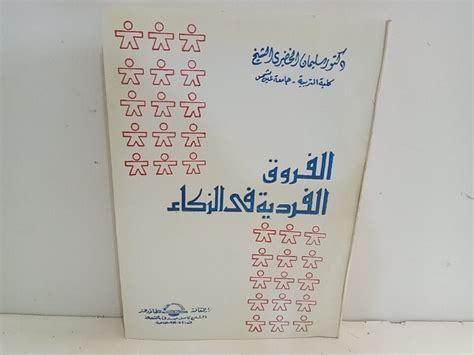 دكتور سليمان الخضري الشيخ
كلية التربية - جامعة عين شمس
الفروق
الفردية في الذكاء